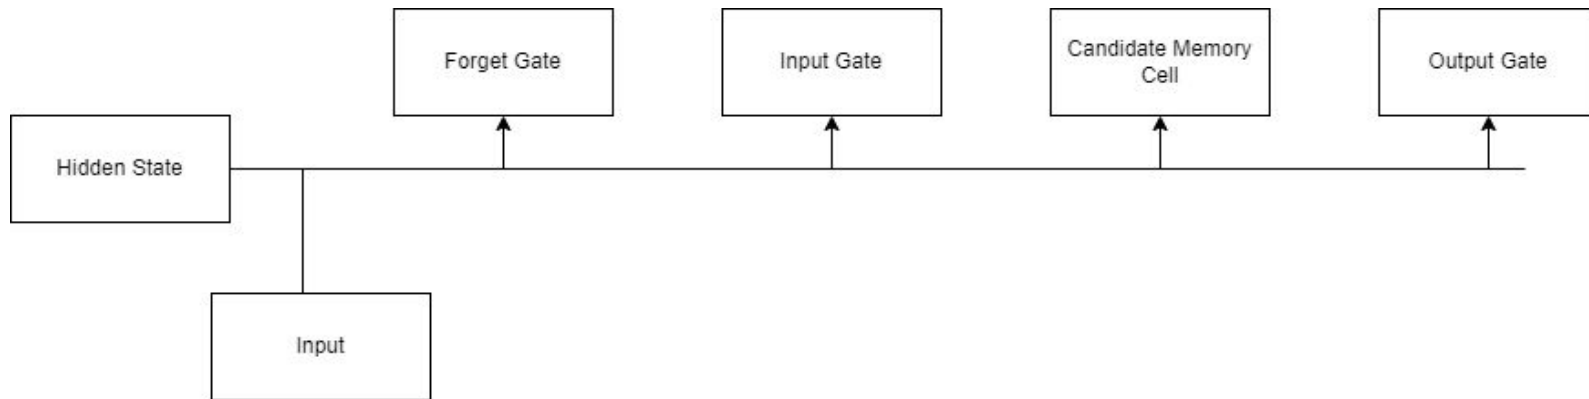 Forget Gate
Input Gate
Candidate Memory
Cell
Output Gate
Hidden State
Input